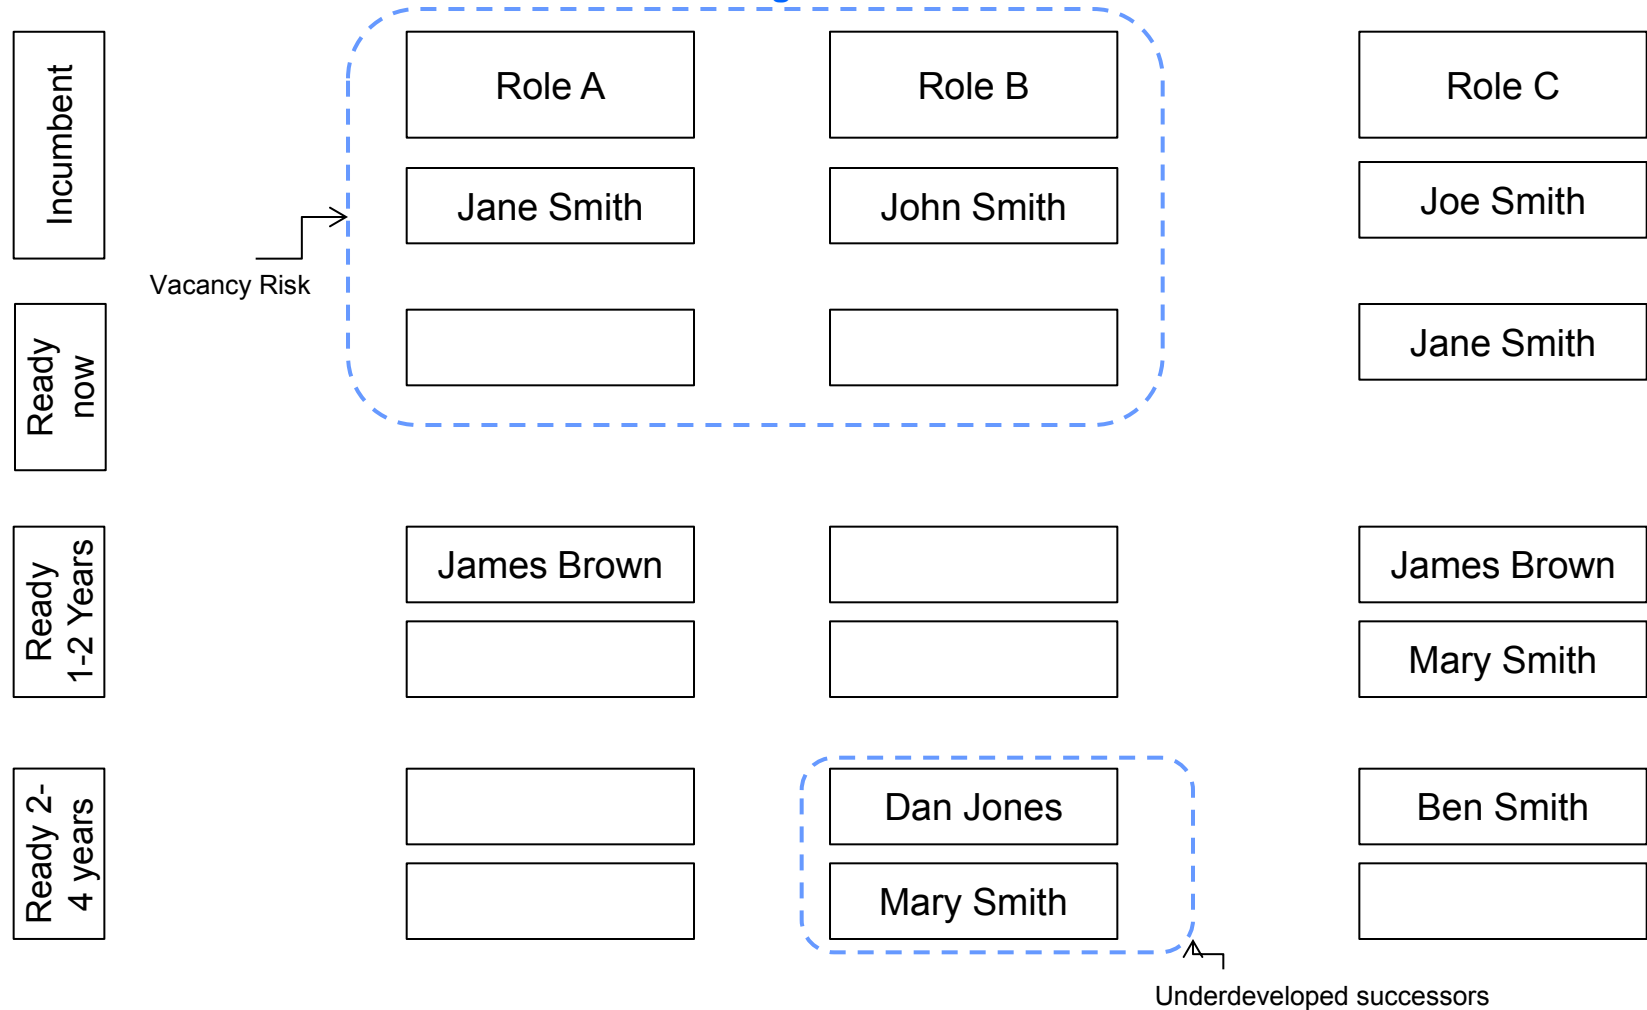 Incumbent
Role A
Role B
Role C
Jane Smith
John Smith
Joe Smith
Vacancy Risk
Ready
now
Jane Smith
Ready
1-2 Years
James Brown
James Brown
Mary Smith
Ready 2-
4 years
Dan Jones
Ben Smith
Mary Smith
Underdeveloped successors